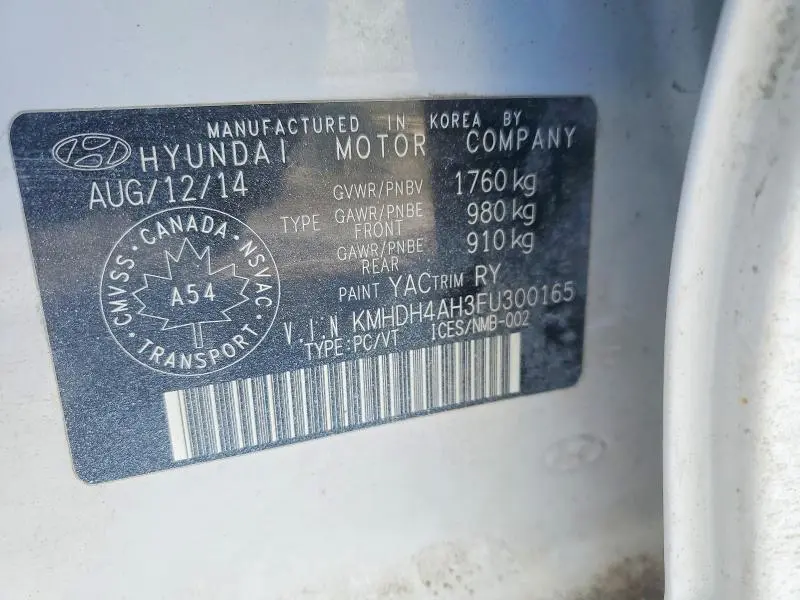 MANUFACTURED IN KOREA BY
HYUNDAI MOTOR COMPANY
AUG/12/14
GVWR/PNBV 1760 kg
TYPE GAWR/PNBE FRONT 980 kg
GAWR/PNBE REAR 910 kg
PAINT YAC TRIM RY
V.I.N KMHDH4AH3FU300165
TYPE:PC/VT ICES/NMB-002
CMVSS · CANADA · NSVAC · TRANSPORT ·
A54